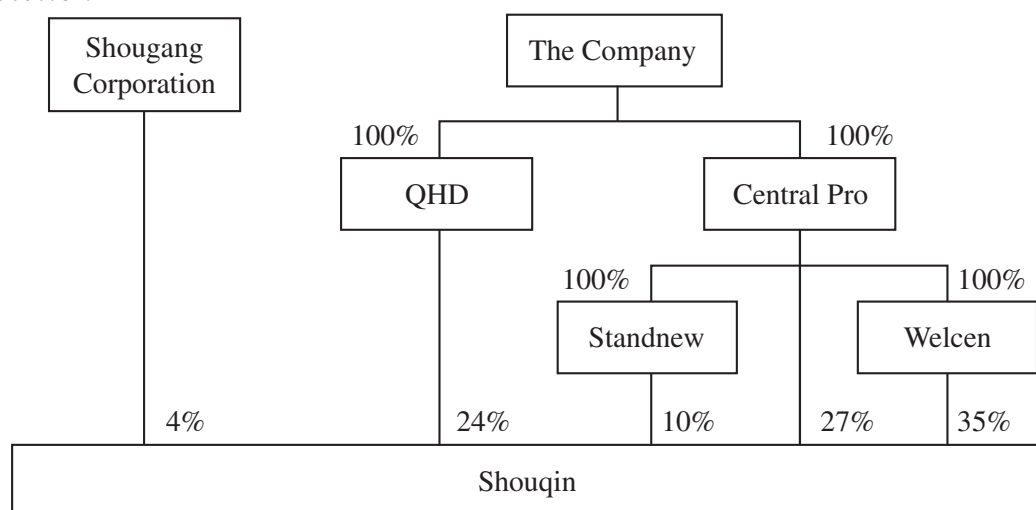 Shougang
Corporation
The Company
100%
100%
QHD
Central Pro
100%
100%
Standnew
Welcen
4%
24%
10%
27%
35%
Shouqin